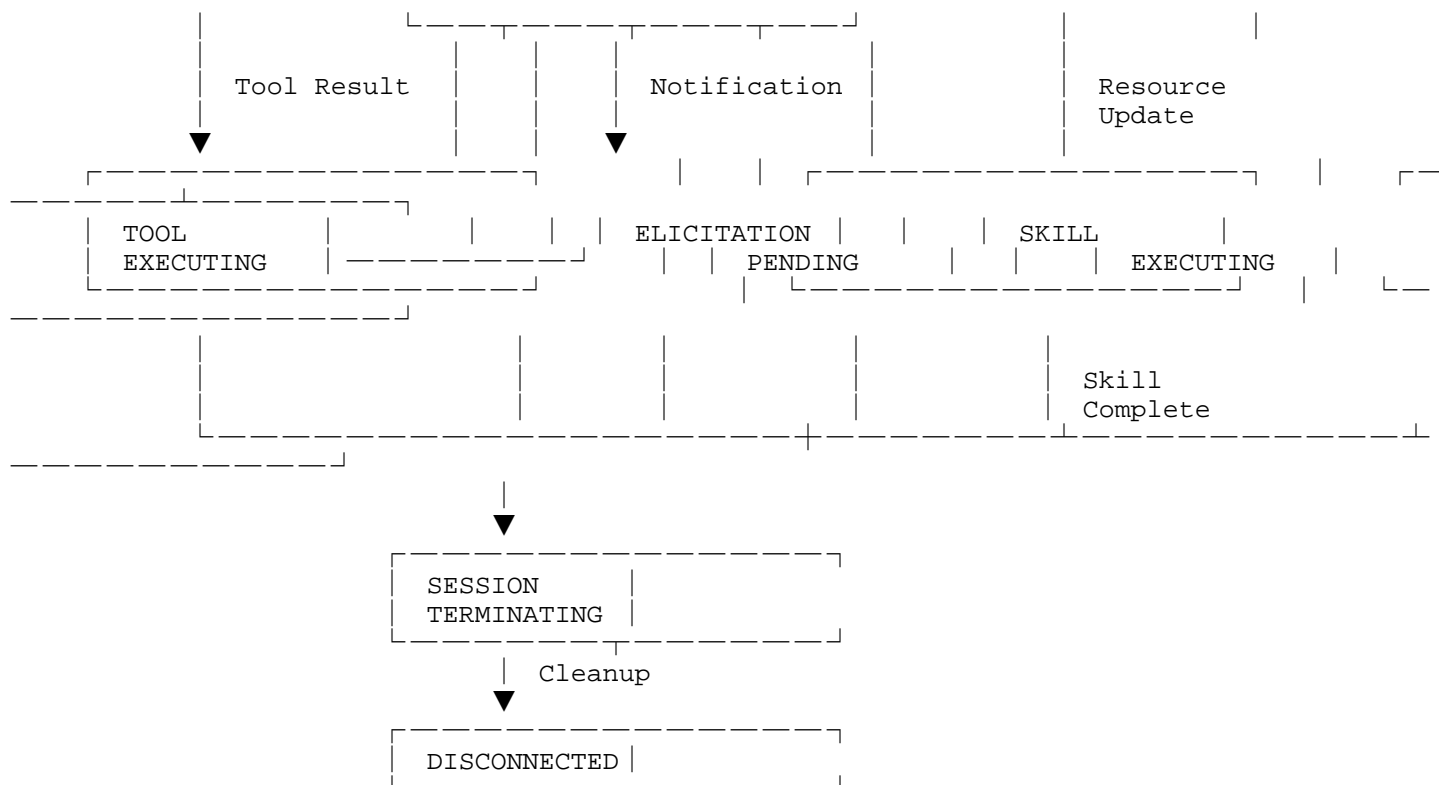 Tool Result Notification Resource
Update
TOOL ELICITATION SKILL
EXECUTING PENDING EXECUTING
Skill
Complete
SESSION
TERMINATING
Cleanup
DISCONNECTED